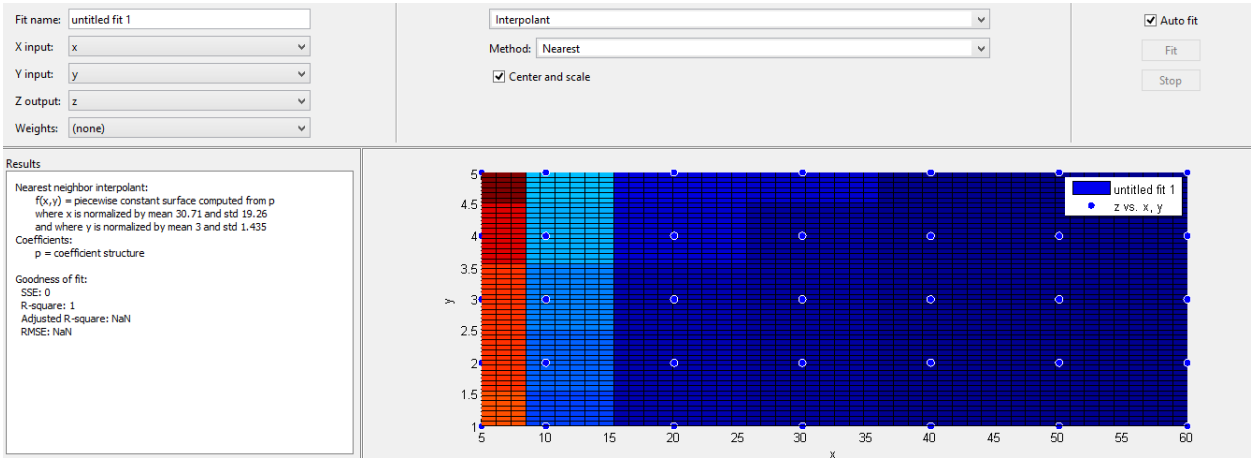 Fit name: untitled fit 1
X input: x
Y input: y
Z output: z
Weights: (none)
Interpolant
Method: Nearest
Center and scale
Auto fit
Fit
Stop
Results
Nearest neighbor interpolant:
f(x,y) = piecewise constant surface computed from p
where x is normalized by mean 30.71 and std 19.26
and where y is normalized by mean 3 and std 1.435
Coefficients:
p = coefficient structure
Goodness of fit:
SSE: 0
R-square: 1
Adjusted R-square: NaN
RMSE: NaN
untitled fit 1
z vs. x, y
5
4.5
4
3.5
3
2.5
2
1.5
1
y
5 10 15 20 25 30 35 40 45 50 55 60
x